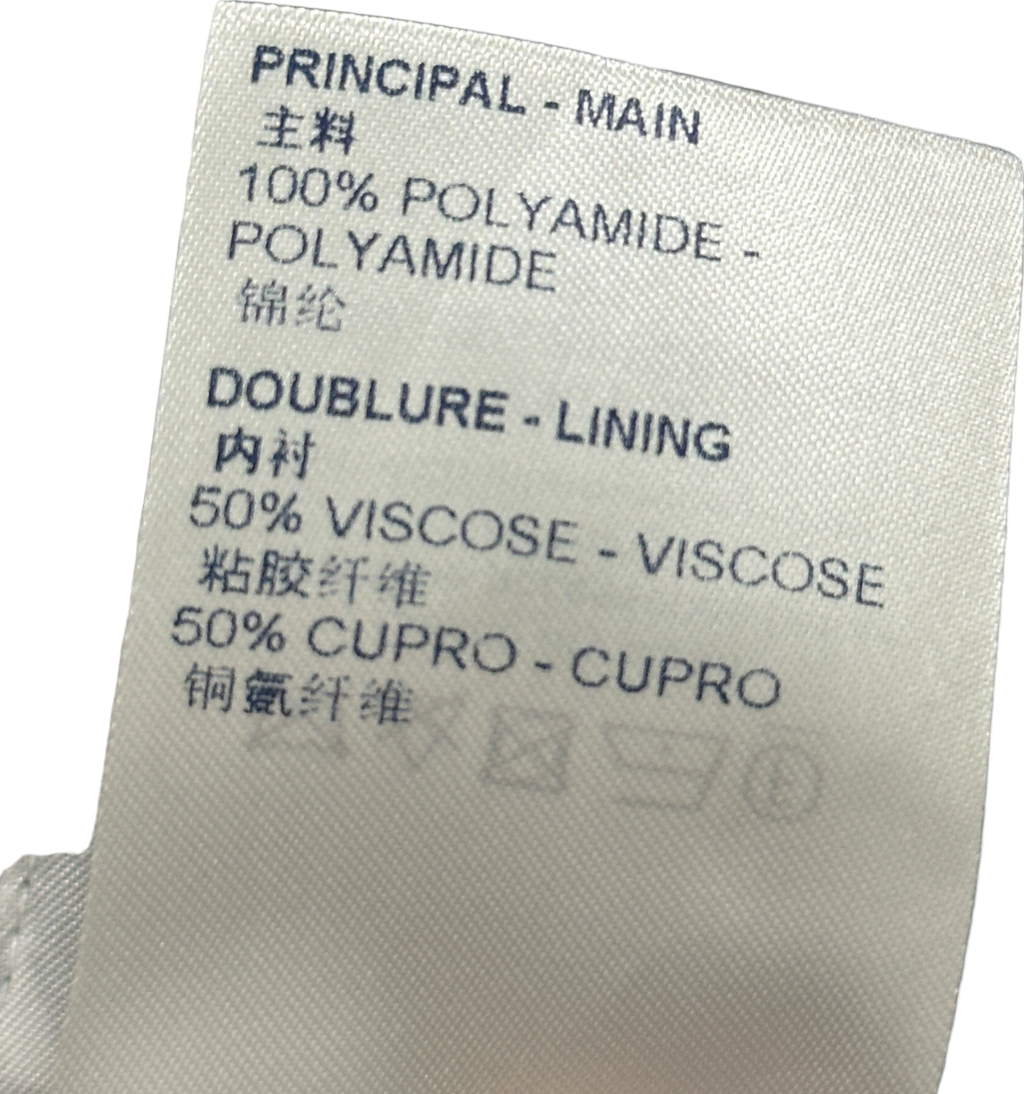 PRINCIPAL - MAIN
主料
100% POLYAMIDE -
POLYAMIDE
锦纶
DOUBLURE - LINING
内衬
50% VISCOSE - VISCOSE
粘胶纤维
50% CUPRO - CUPRO
铜氨纤维